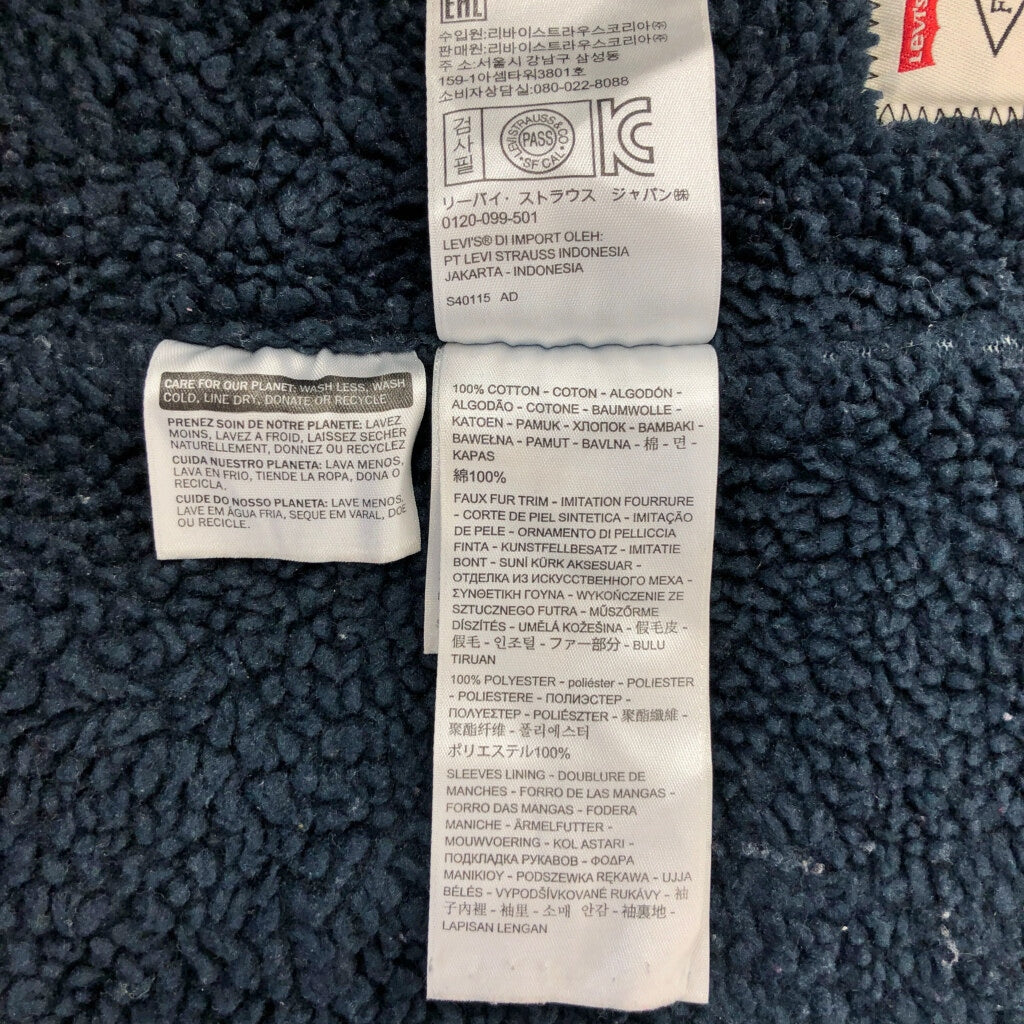 EAC
수입원:리바이스트라우스코리아㈜
판매원:리바이스트라우스코리아㈜
주 소:서울시 강남구 삼성동
159-1아셈타워3801호
소비자상담실:080-022-8088
검사필
LEVI STRAUSS & CO
PASS
SF CAL
KC
リーバイ・ストラウス ジャパン㈱
0120-099-501
LEVI'S® DI IMPORT OLEH:
PT LEVI STRAUSS INDONESIA
JAKARTA - INDONESIA
S40115 AD
Levi's
CARE FOR OUR PLANET: WASH LESS, WASH
COLD, LINE DRY, DONATE OR RECYCLE
PRENEZ SOIN DE NOTRE PLANETE: LAVEZ
MOINS, LAVEZ A FROID, LAISSEZ SECHER
NATURELLEMENT, DONNEZ OU RECYCLEZ
CUIDA NUESTRO PLANETA: LAVA MENOS,
LAVA EN FRIO, TIENDE LA ROPA, DONA O
RECICLA.
CUIDE DO NOSSO PLANETA: LAVE MENOS,
LAVE EM ÀGUA FRIA, SEQUE EM VARAL, DOE
OU RECICLE.
100% COTTON - COTON - ALGODÓN -
ALGODÃO - COTONE - BAUMWOLLE -
KATOEN - PAMUK - ХЛОПОК - ΒΑΜΒΑΚΙ -
BAWEŁNA - PAMUT - BAVLNA - 棉 - 면 -
KAPAS
綿100%
FAUX FUR TRIM - IMITATION FOURRURE
- CORTE DE PIEL SINTETICA - IMITAÇÃO
DE PELE - ORNAMENTO DI PELLICCIA
FINTA - KUNSTFELLBESATZ - IMITATIE
BONT - SUNİ KÜRK AKSESUAR -
ОТДЕЛКА ИЗ ИСКУССТВЕННОГО МЕХА -
ΣΥΝΘΕΤΙΚΗ ΓΟΥΝΑ - WYKOŃCZENIE ZE
SZTUCZNEGO FUTRA - MŰSZŐRME
DÍSZÍTÉS - UMĚLÁ KOŽEŠINA - 假毛皮 -
假毛 - 인조털 - ファー部分 - BULU
TIRUAN
100% POLYESTER - poliéster - POLIESTER
- POLIESTERE - ПОЛИЭСТЕР -
ΠΟΛΥΕΣΤΕΡ - POLIÉSZTER - 聚酯纖維 -
聚酯纤维 - 폴리에스터
ポリエステル100%
SLEEVES LINING - DOUBLURE DE
MANCHES - FORRO DE LAS MANGAS -
FORRO DAS MANGAS - FODERA
MANICHE - ÄRMELFUTTER -
MOUWVOERING - KOL ASTARI -
ПОДКЛАДКА РУКАВОВ - ΦΟΔΡΑ
ΜΑΝΙΚΙΟΥ - PODSZEWKA RĘKAWA - UJJA
BÉLÉS - VYPODŠÍVKOVANÉ RUKÁVY - 袖
子內裡 - 袖里 - 소매 안감 - 袖裏地 -
LAPISAN LENGAN